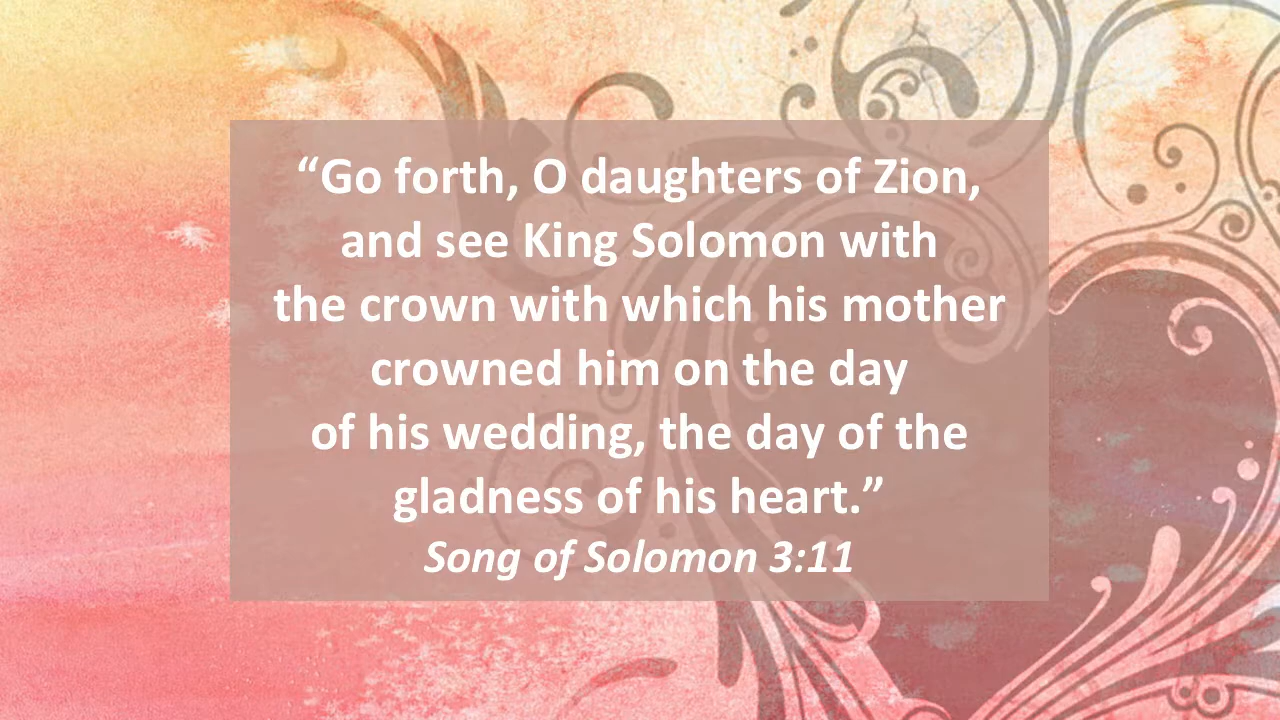 “Go forth, O daughters of Zion,
and see King Solomon with
the crown with which his mother
crowned him on the day
of his wedding, the day of the
gladness of his heart.”
Song of Solomon 3:11